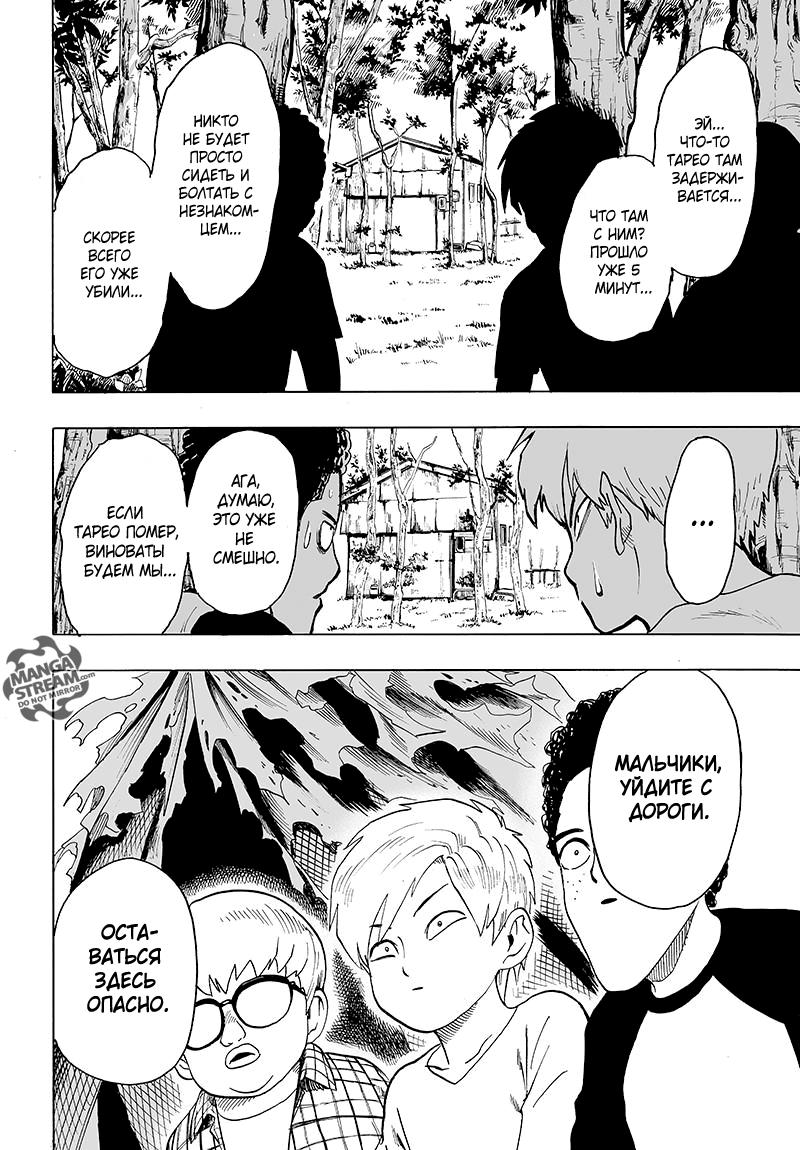 ЭЙ...
ЧТО-ТО
ТАРЕО ТАМ
ЗАДЕРЖИ-
ВАЕТСЯ...
ЧТО ТАМ
С НИМ?
ПРОШЛО
УЖЕ 5
МИНУТ...
НИКТО
НЕ БУДЕТ
ПРОСТО
СИДЕТЬ И
БОЛТАТЬ С
НЕЗНАКОМ-
ЦЕМ...
СКОРЕЕ
ВСЕГО
ЕГО УЖЕ
УБИЛИ...
...
АГА,
ДУМАЮ,
ЭТО УЖЕ
НЕ
СМЕШНО.
ЕСЛИ
ТАРЕО ПОМЕР,
ВИНОВАТЫ
БУДЕМ МЫ...
MANGA
STREAM.com
DO NOT MIRROR!
МАЛЬЧИКИ,
УЙДИТЕ С
ДОРОГИ.
ОСТА-
ВАТЬСЯ
ЗДЕСЬ
ОПАСНО.